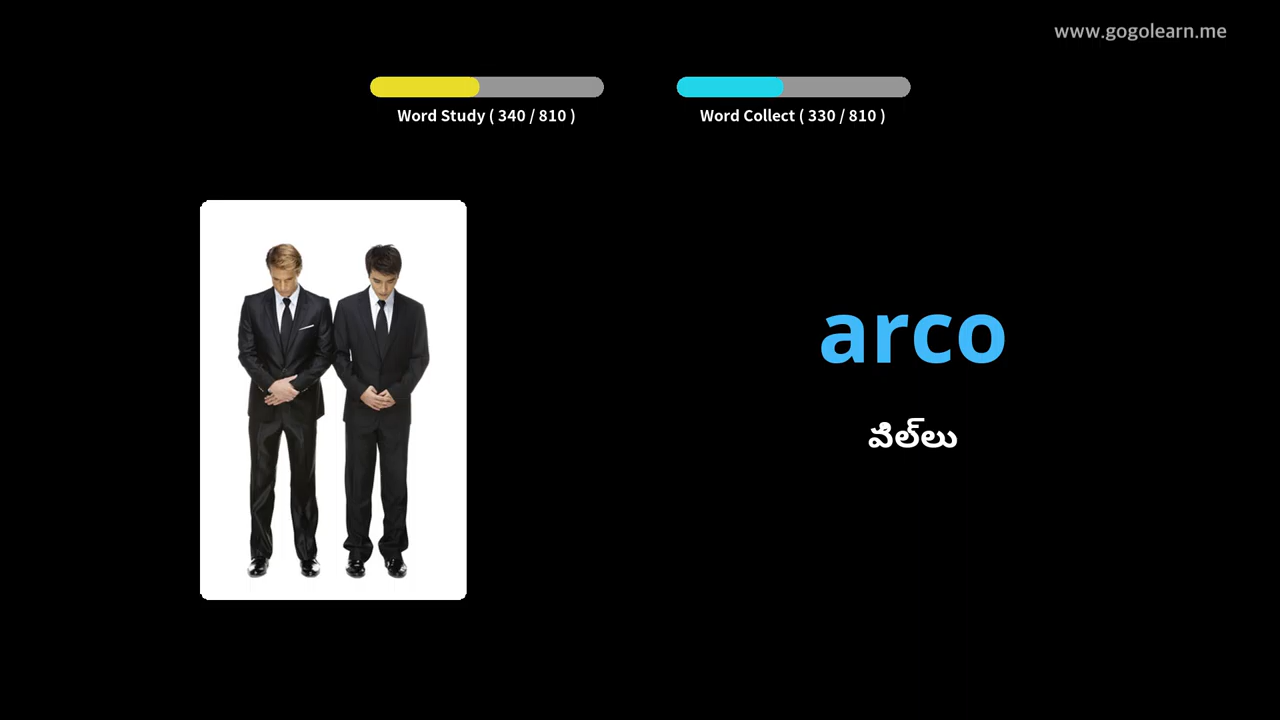 www.gogolearn.me
Word Study ( 340 / 810 )
Word Collect ( 330 / 810 )
arco
విల్‌లు